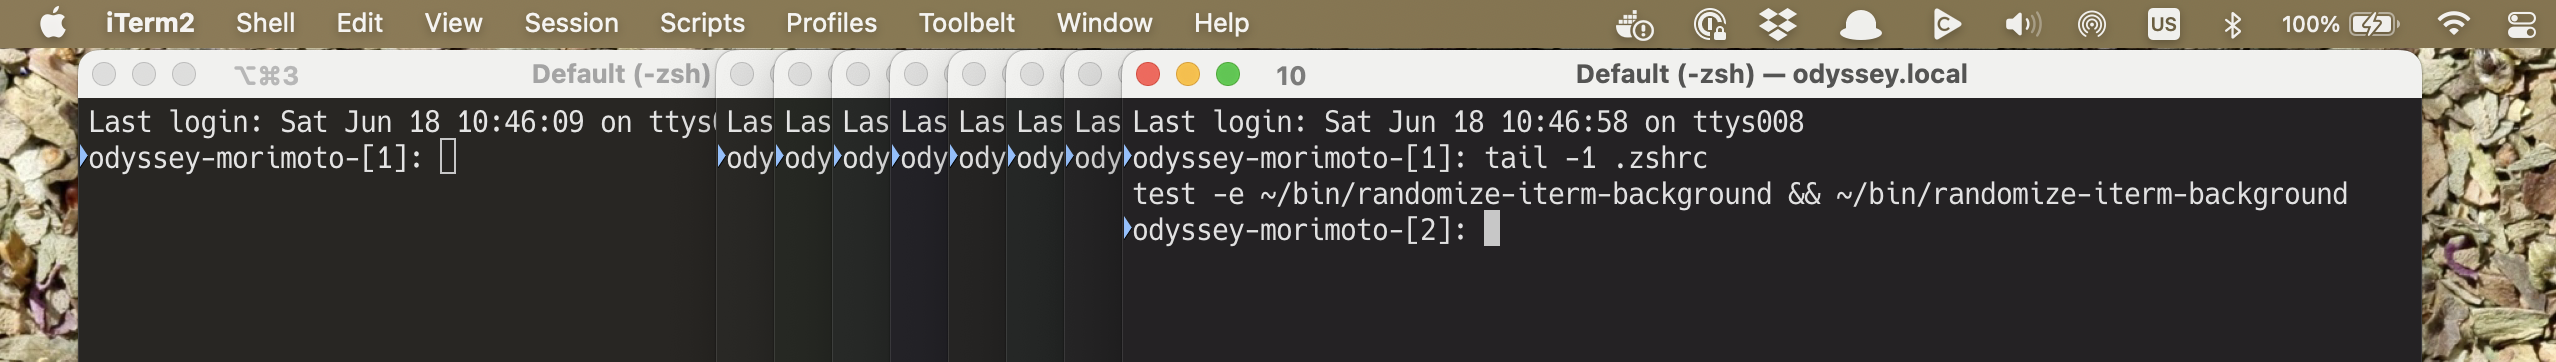 iTerm2 Shell Edit View Session Scripts Profiles Toolbelt Window Help US 100%
⌥⌘3 Default (-zsh)
Last login: Sat Jun 18 10:46:09 on ttys
odyssey-morimoto-[1]:
Las Las Las Las Las Las Las
ody ody ody ody ody ody ody
10 Default (-zsh) — odyssey.local
Last login: Sat Jun 18 10:46:58 on ttys008
odyssey-morimoto-[1]: tail -1 .zshrc
test -e ~/bin/randomize-iterm-background && ~/bin/randomize-iterm-background
odyssey-morimoto-[2]: